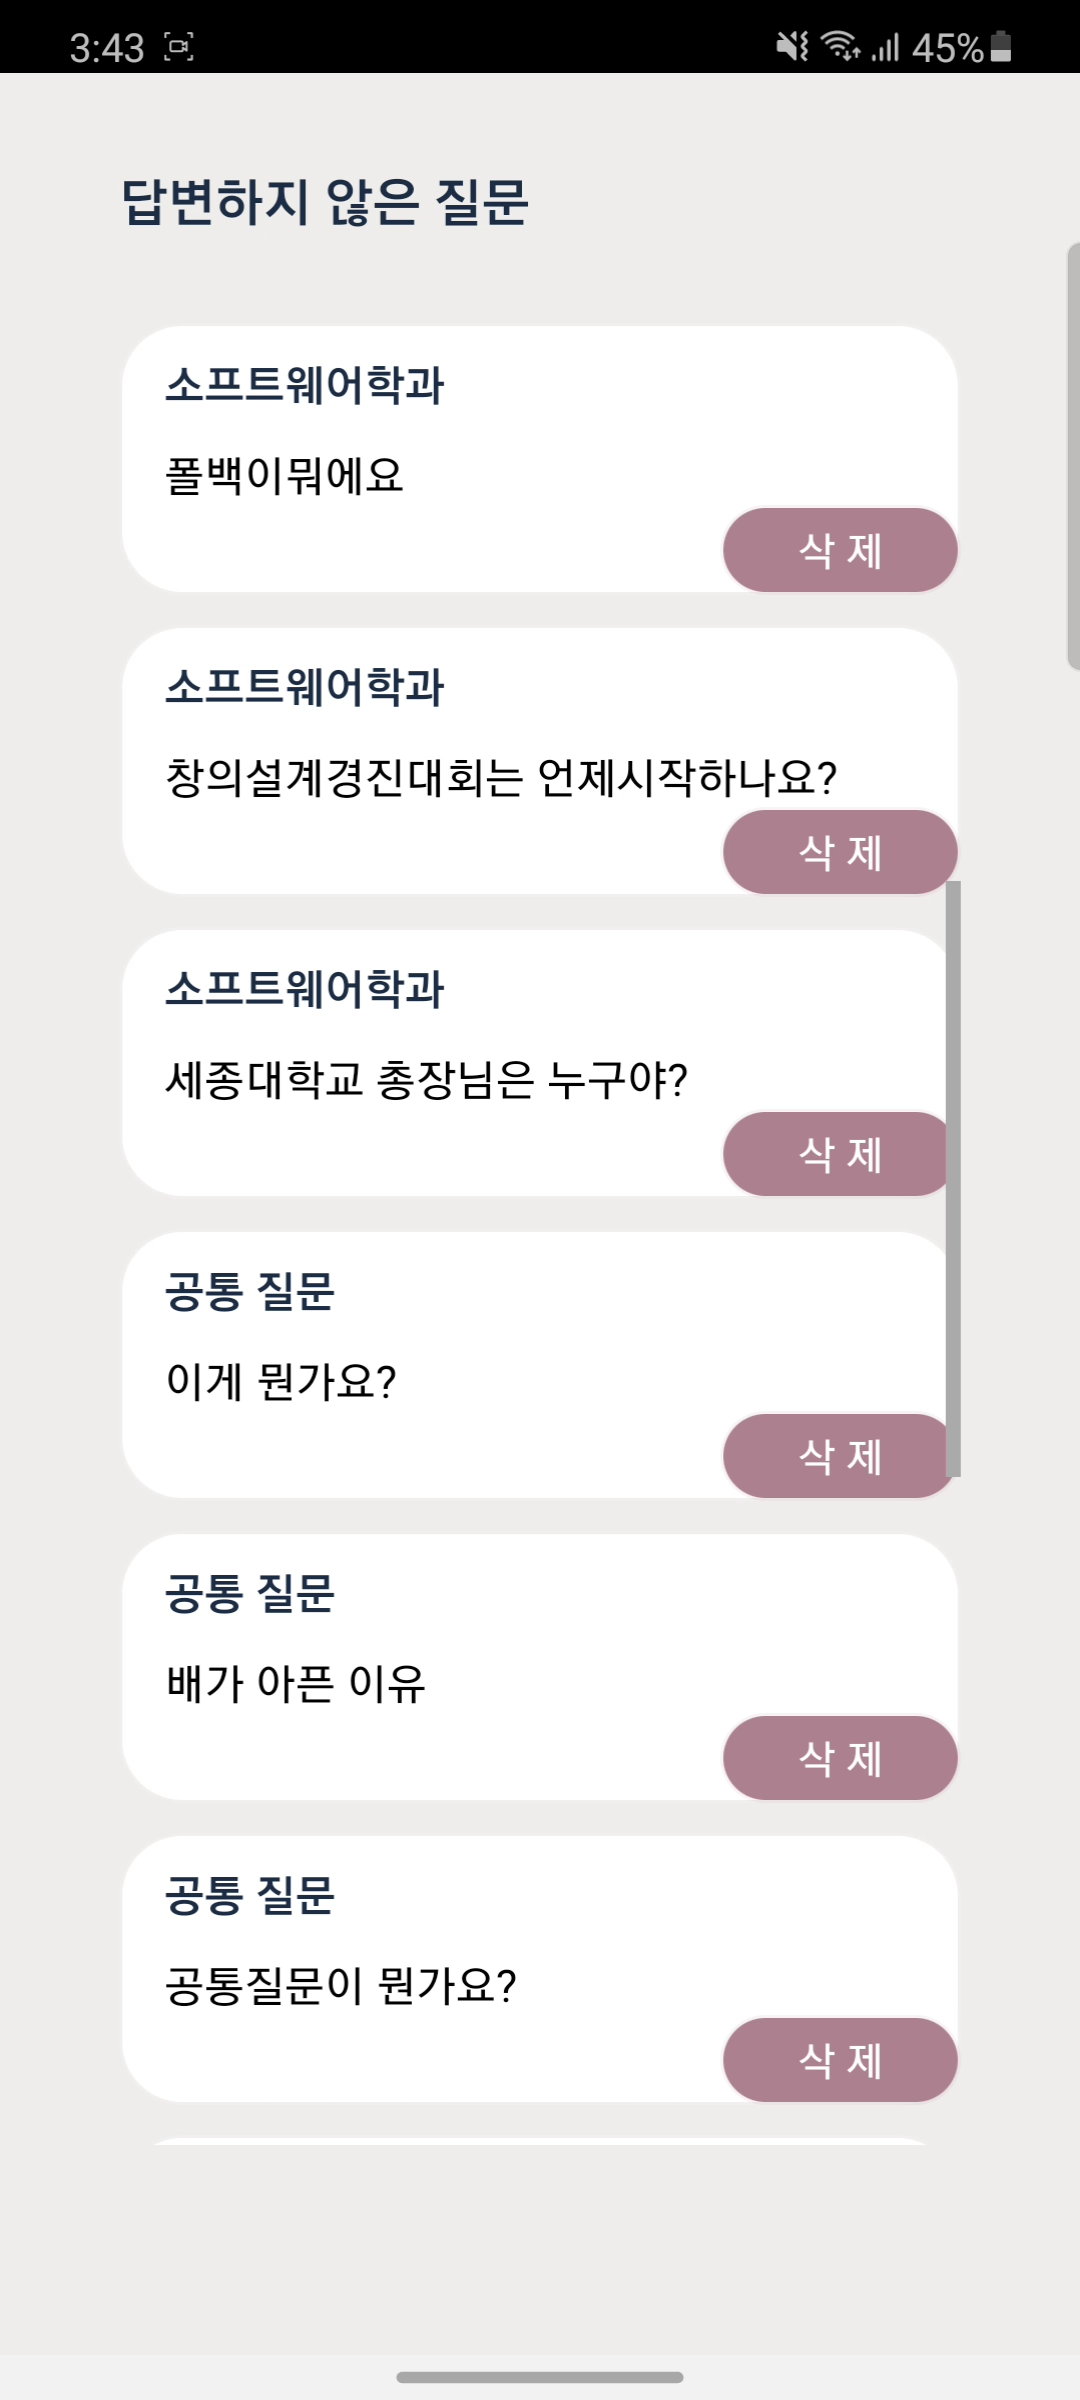 3:43
45%
답변하지 않은 질문
소프트웨어학과
폴백이뭐에요
삭 제
소프트웨어학과
창의설계경진대회는 언제시작하나요?
삭 제
소프트웨어학과
세종대학교 총장님은 누구야?
삭 제
공통 질문
이게 뭔가요?
삭 제
공통 질문
배가 아픈 이유
삭 제
공통 질문
공통질문이 뭔가요?
삭 제